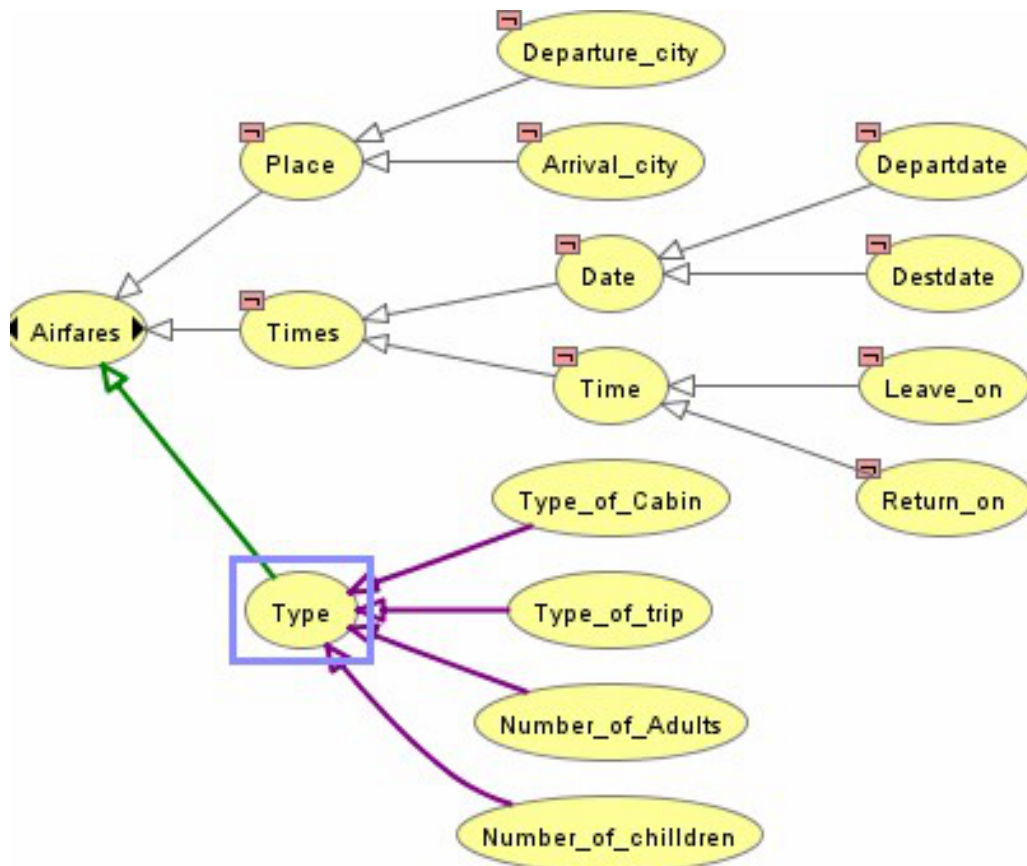 Departure_city
Place
Arrival_city
Departdate
Date
Destdate
Airfares
Times
Time
Leave_on
Type_of_Cabin
Return_on
Type
Type_of_trip
Number_of_Adults
Number_of_chilldren